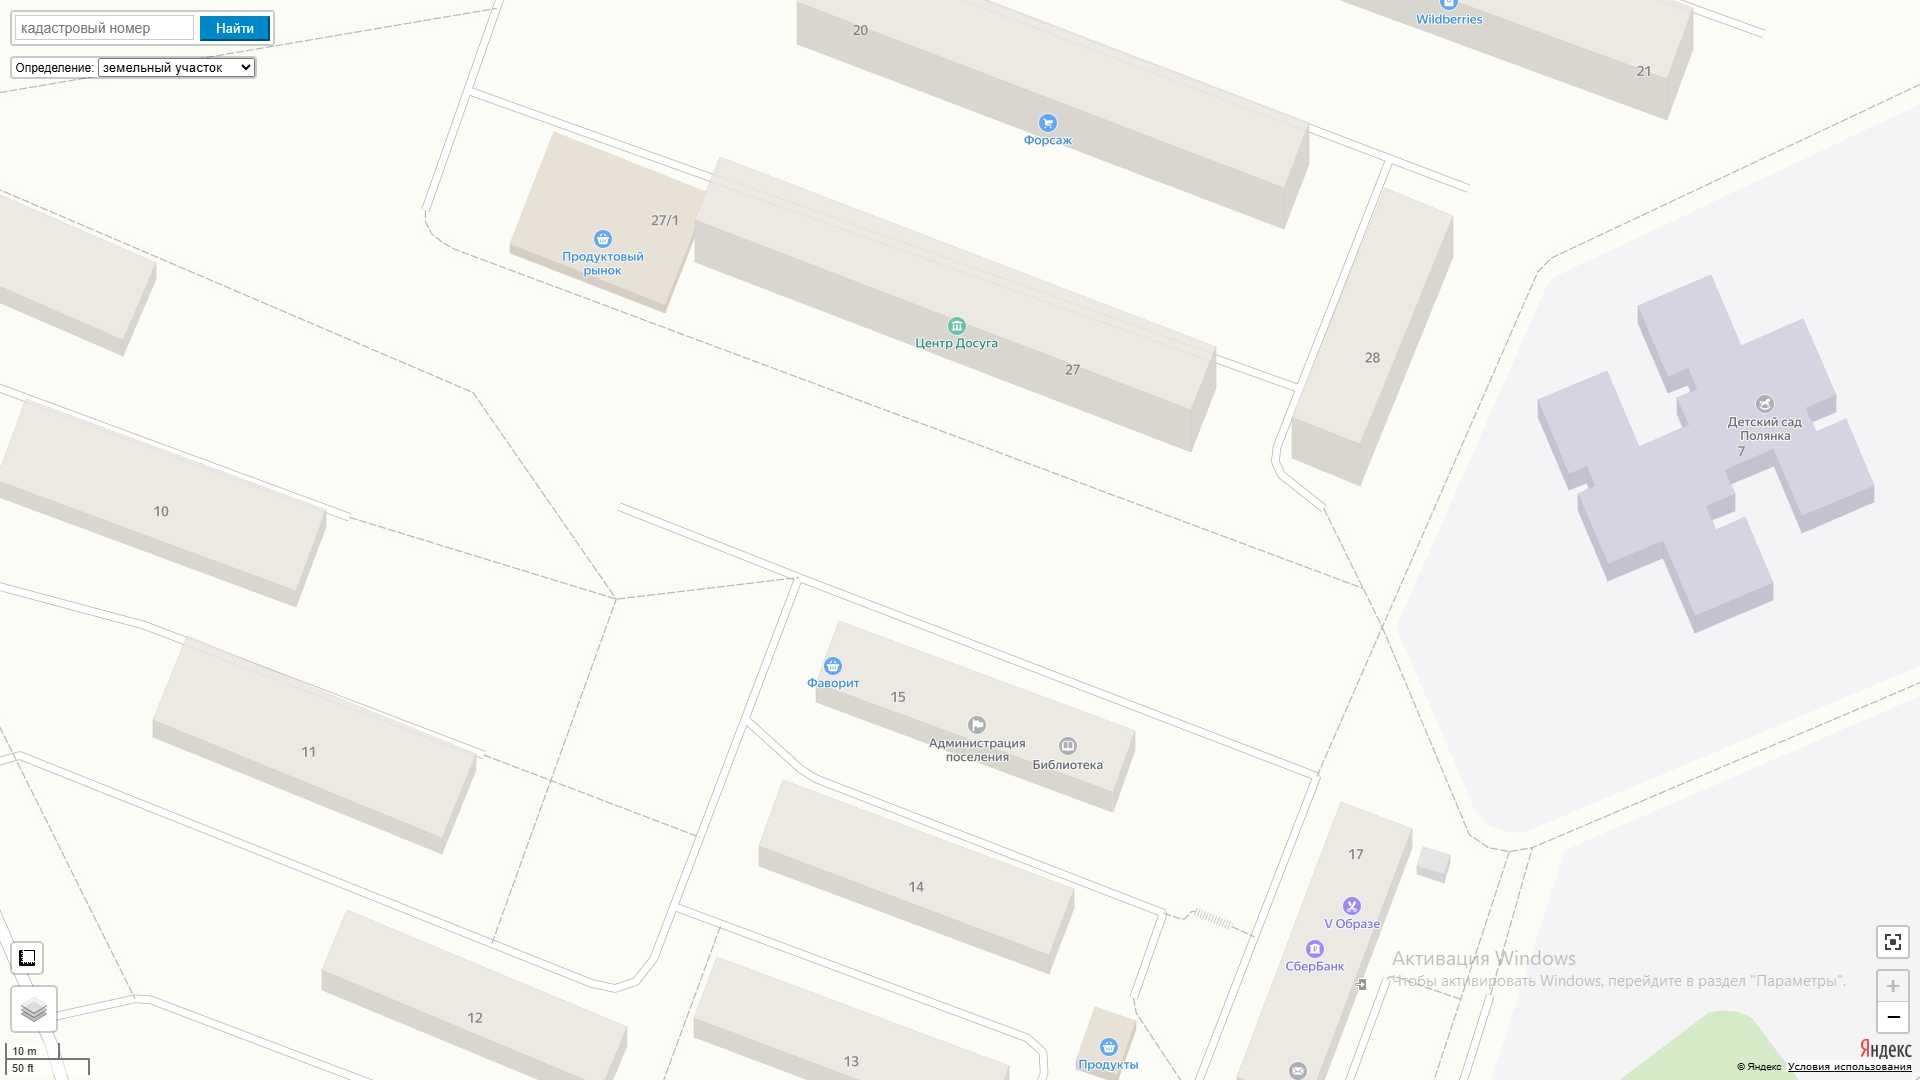 кадастровый номер
Найти
Определение:
земельный участок
20
Wildberries
21
Форсаж
27/1
Продуктовый
рынок
Центр Досуга
27
28
Детский сад
Полянка
7
10
Фаворит
15
Администрация
поселения
Библиотека
11
14
17
V Образе
СберБанк
12
13
Продукты
Активация Windows
Чтобы активировать Windows, перейдите в раздел "Параметры".
+
−
10 m
50 ft
Яндекс
© Яндекс Условия использования